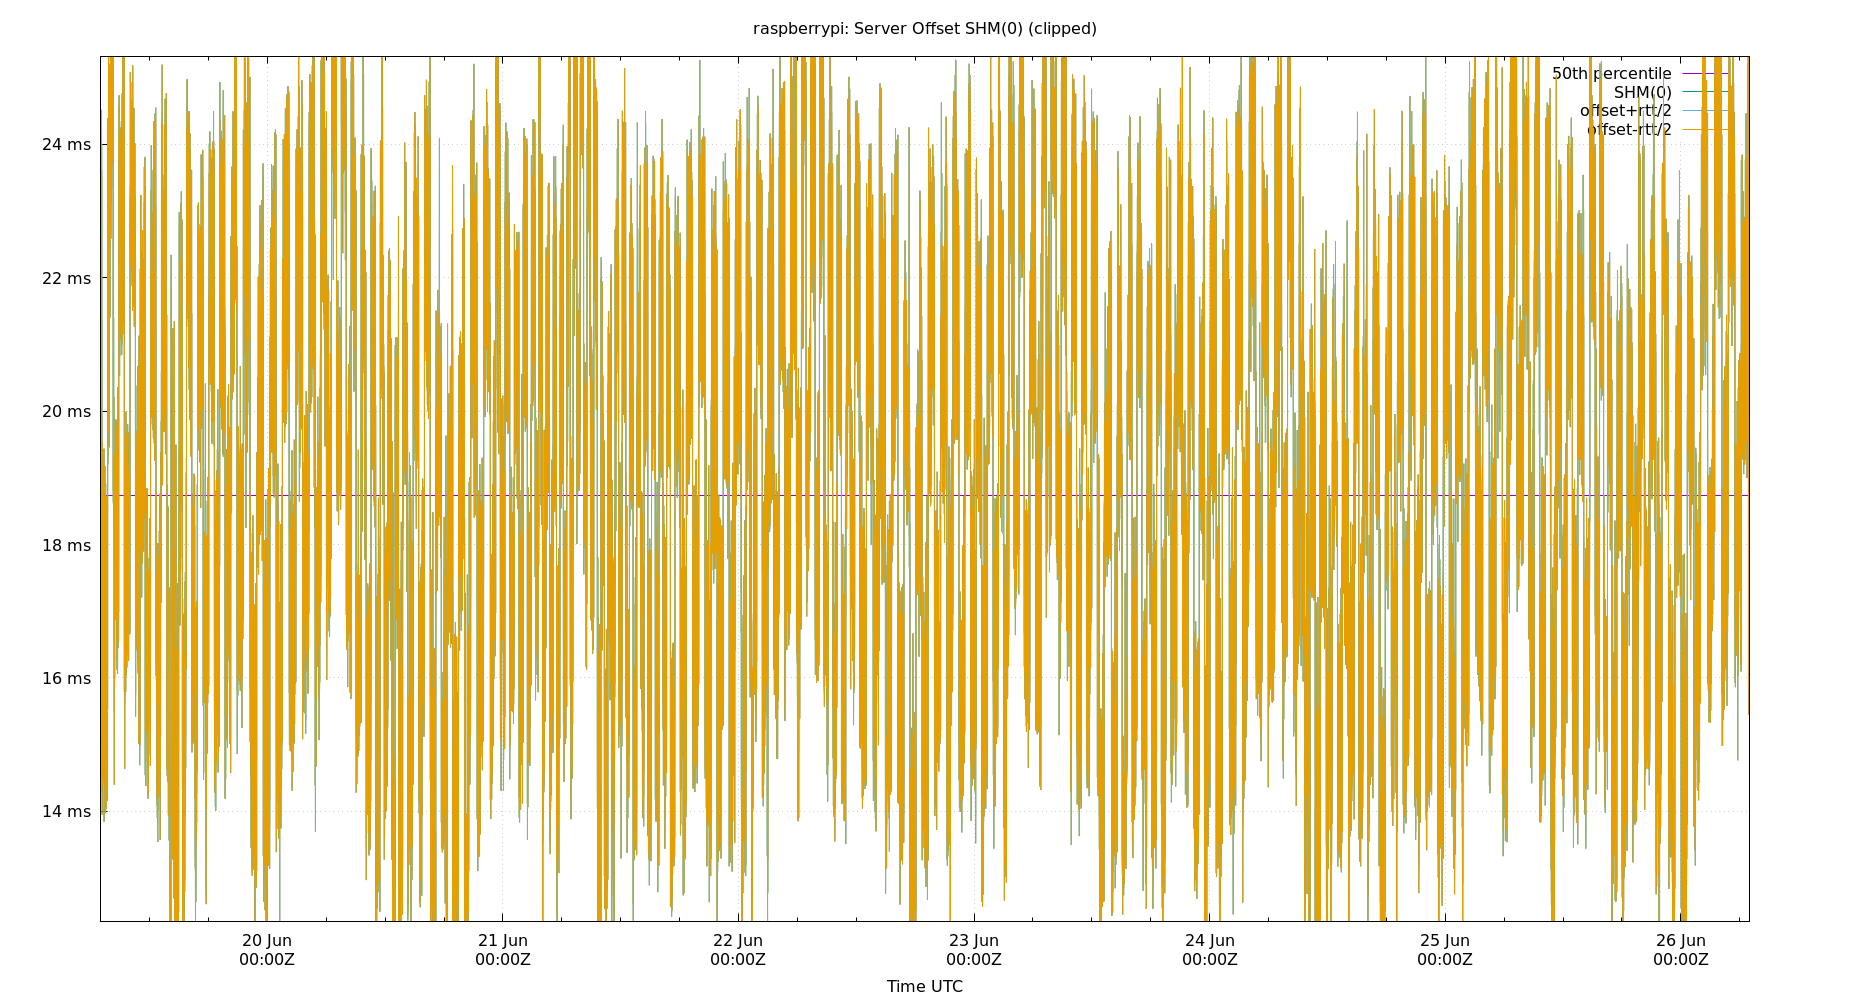 raspberrypi: Server Offset SHM(0) (clipped)
50th percentile
SHM(0)
offset+rtt/2
offset-rtt/2
24 ms
22 ms
20 ms
18 ms
16 ms
14 ms
20 Jun
00:00Z
21 Jun
00:00Z
22 Jun
00:00Z
23 Jun
00:00Z
24 Jun
00:00Z
25 Jun
00:00Z
26 Jun
00:00Z
Time UTC